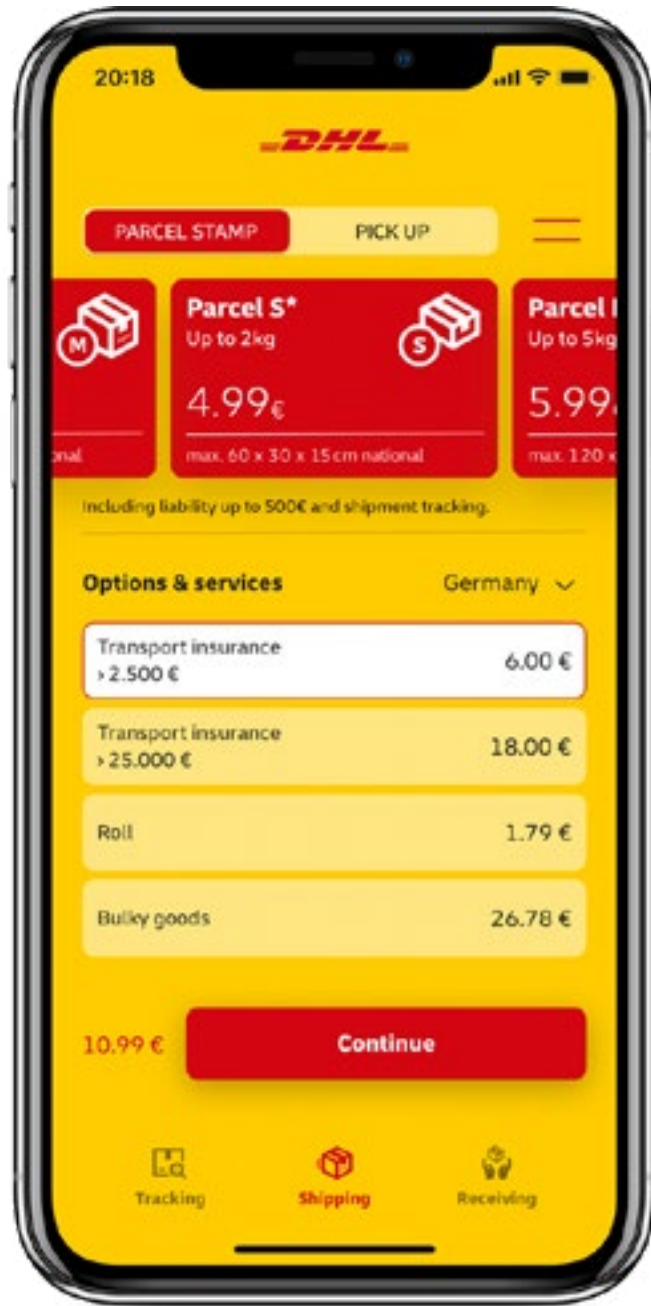 20:18
DHL
PARCEL STAMP
PICK UP
M
onal
Parcel S*
Up to 2kg
S
4.99€
max. 60 x 30 x 15cm national
Parcel
Up to 5kg
5.99
max. 120 x
Including liability up to 500€ and shipment tracking.
Options & services
Germany
Transport insurance
› 2.500 €
6.00 €
Transport insurance
› 25.000 €
18.00 €
Roll
1.79 €
Bulky goods
26.78 €
10.99 €
Continue
Tracking
Shipping
Receiving